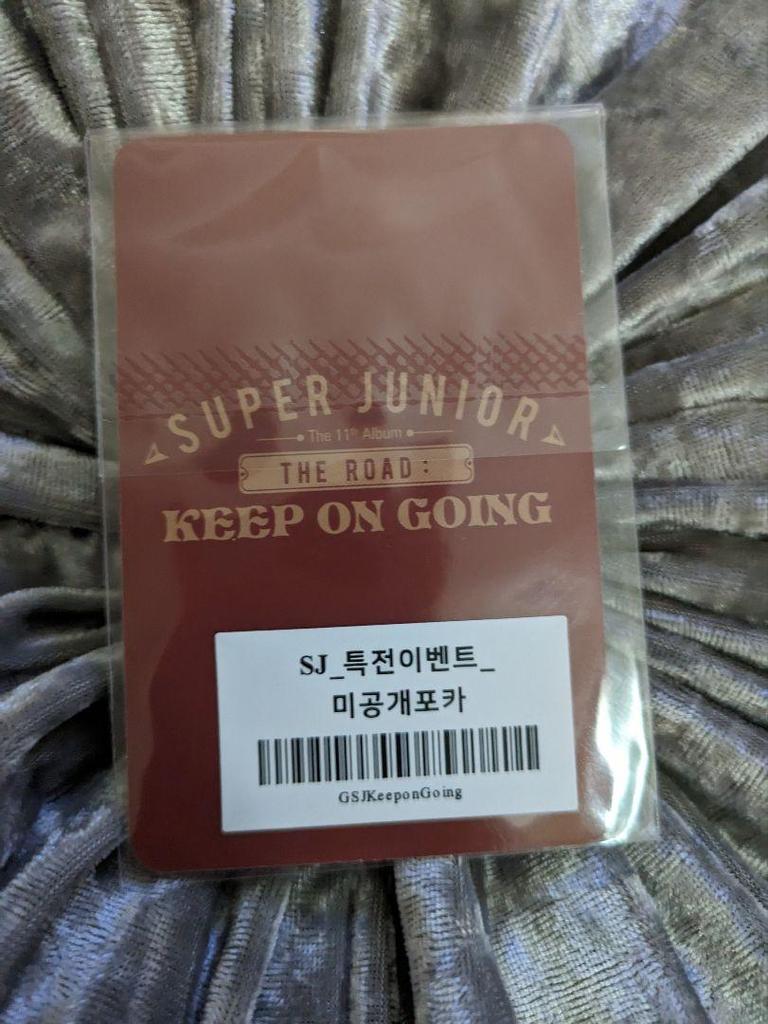 SUPER JUNIOR
The 11th Album
THE ROAD:
KEEP ON GOING
SJ_특전이벤트_
미공개포카
GSJKeeponGoing